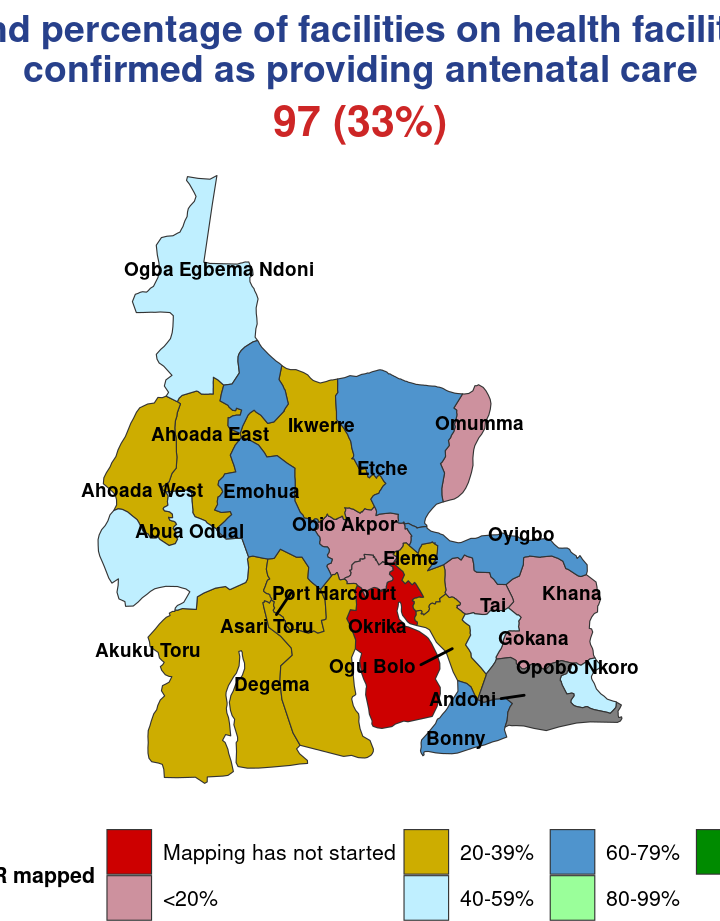 nd percentage of facilities on health facilit
confirmed as providing antenatal care
97 (33%)
Ogba Egbema Ndoni
Omumma
Ikwerre
Ahoada East
Etche
Ahoada West
Emohua
Obio Akpor
Abua Odual
Oyigbo
Eleme
Port Harcourt
Khana
Tai
Asari Toru
Okrika
Gokana
Akuku Toru
Ogu Bolo
Opobo Nkoro
Degema
Andoni
Bonny
R mapped
Mapping has not started
20-39%
60-79%
<20%
40-59%
80-99%